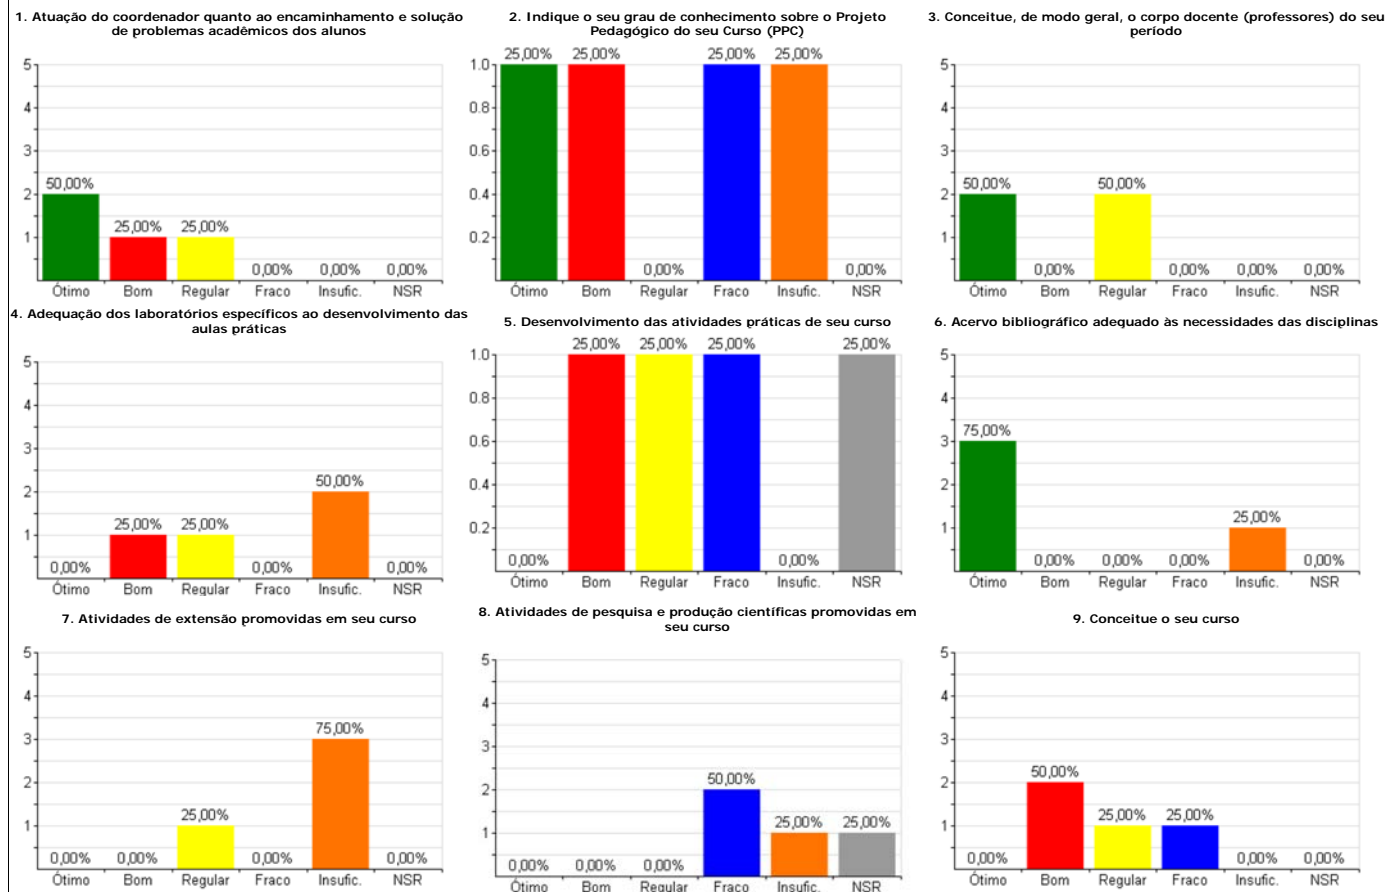 1. Atuação do coordenador quanto ao encaminhamento e solução
de problemas acadêmicos dos alunos
5
4
3
2
1
50,00%
25,00%
25,00%
0,00%
0,00%
0,00%
Ótimo
Bom
Regular
Fraco
Insufic.
NSR
2. Indique o seu grau de conhecimento sobre o Projeto
Pedagógico do seu Curso (PPC)
1.0
0.8
0.6
0.4
0.2
25,00%
25,00%
0,00%
25,00%
25,00%
0,00%
Ótimo
Bom
Regular
Fraco
Insufic.
NSR
3. Conceitue, de modo geral, o corpo docente (professores) do seu
período
5
4
3
2
1
50,00%
0,00%
50,00%
0,00%
0,00%
0,00%
Ótimo
Bom
Regular
Fraco
Insufic.
NSR
4. Adequação dos laboratórios específicos ao desenvolvimento das
aulas práticas
5
4
3
2
1
0,00%
25,00%
25,00%
0,00%
50,00%
0,00%
Ótimo
Bom
Regular
Fraco
Insufic.
NSR
5. Desenvolvimento das atividades práticas de seu curso
1.0
0.8
0.6
0.4
0.2
0,00%
25,00%
25,00%
25,00%
0,00%
25,00%
Ótimo
Bom
Regular
Fraco
Insufic.
NSR
6. Acervo bibliográfico adequado às necessidades das disciplinas
5
4
3
2
1
75,00%
0,00%
0,00%
0,00%
25,00%
0,00%
Ótimo
Bom
Regular
Fraco
Insufic.
NSR
7. Atividades de extensão promovidas em seu curso
5
4
3
2
1
0,00%
0,00%
25,00%
0,00%
75,00%
0,00%
Ótimo
Bom
Regular
Fraco
Insufic.
NSR
8. Atividades de pesquisa e produção científicas promovidas em
seu curso
5
4
3
2
1
0,00%
0,00%
0,00%
50,00%
25,00%
25,00%
Ótimo
Bom
Regular
Fraco
Insufic.
NSR
9. Conceitue o seu curso
5
4
3
2
1
0,00%
50,00%
25,00%
25,00%
0,00%
0,00%
Ótimo
Bom
Regular
Fraco
Insufic.
NSR